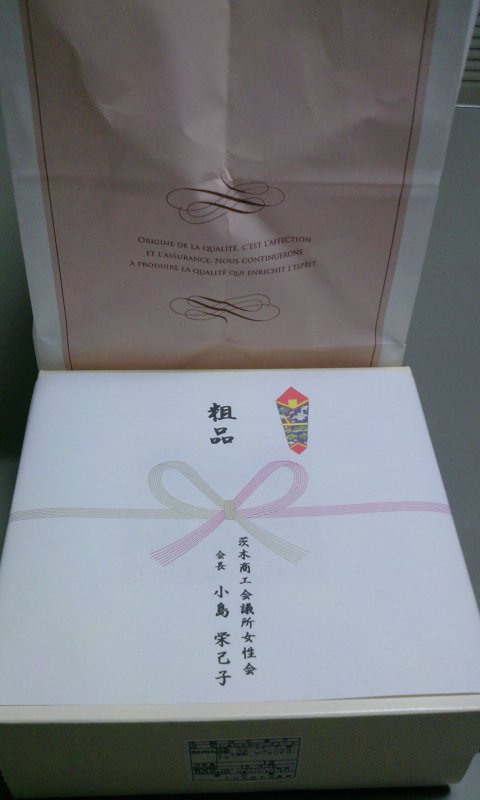 ORIGINE DE LA QUALITÉ, C'EST L'AFFECTION
ET L'ASSURANCE. NOUS CONTINUERONS
À PRODUIRE LA QUALITÉ QUI ENRICHIT L'ESPRIT.
粗品
茨木商工会議所女性会
会長 小島 栄己子